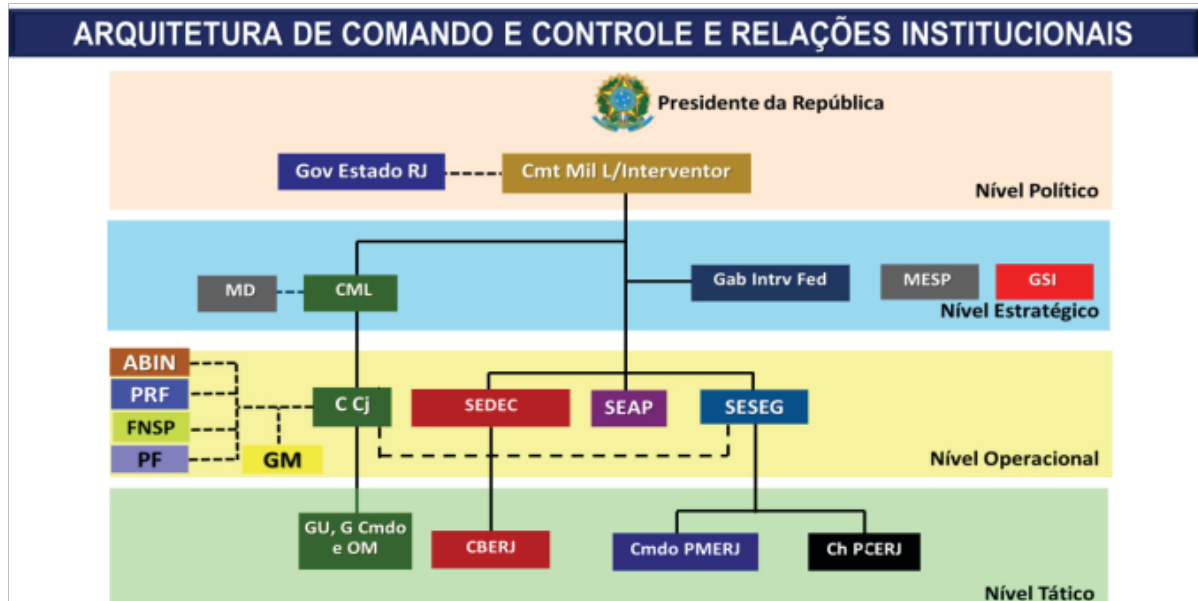 ARQUITETURA DE COMANDO E CONTROLE E RELAÇÕES INSTITUCIONAIS
Presidente da República
Gov Estado RJ
Cmt Mil L/Interventor
Nível Político
MD
CML
Gab Intrv Fed
MESP
GSI
Nível Estratégico
ABIN
PRF
FNSP
PF
GM
C Cj
SEDEC
SEAP
SESEG
Nível Operacional
GU, G Cmdo
e OM
CBERJ
Cmdo PMERJ
Ch PCERJ
Nível Tático